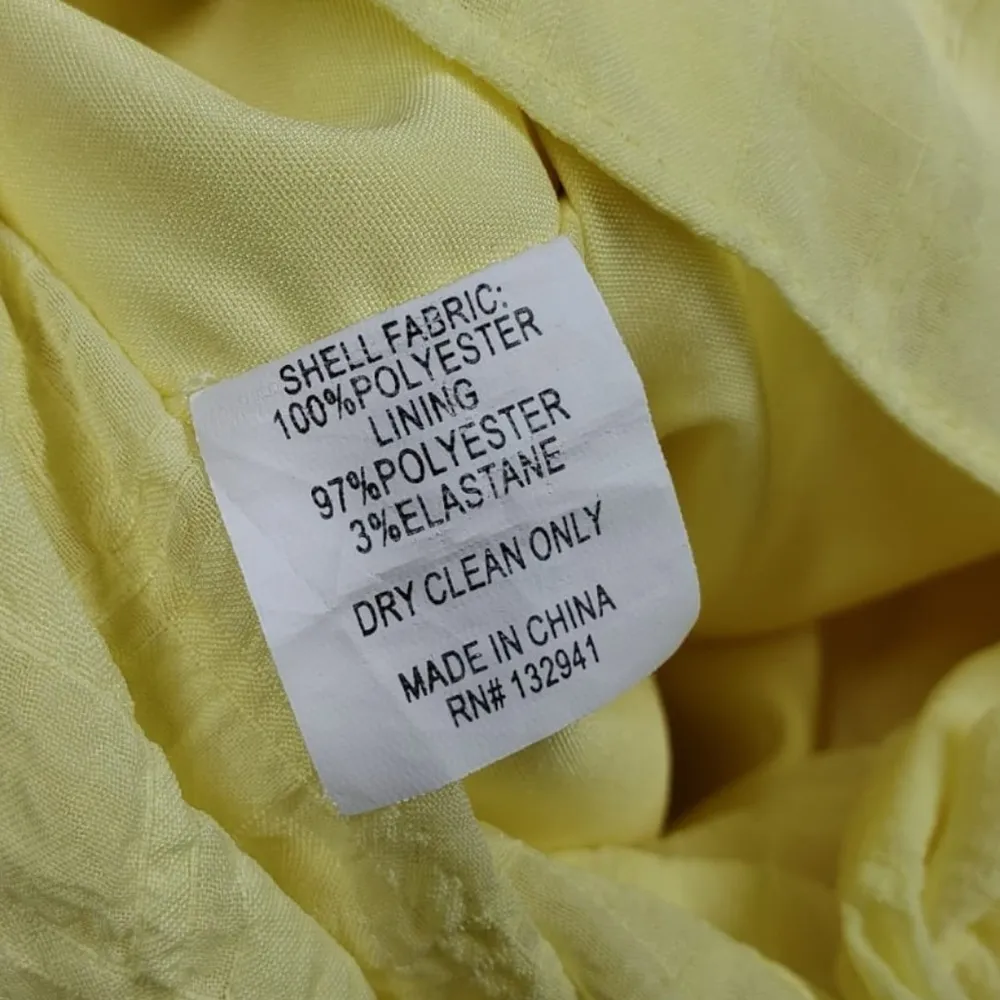 SHELL FABRIC:
100%POLYESTER
LINING
97%POLYESTER
3%ELASTANE
DRY CLEAN ONLY
MADE IN CHINA
RN# 132941